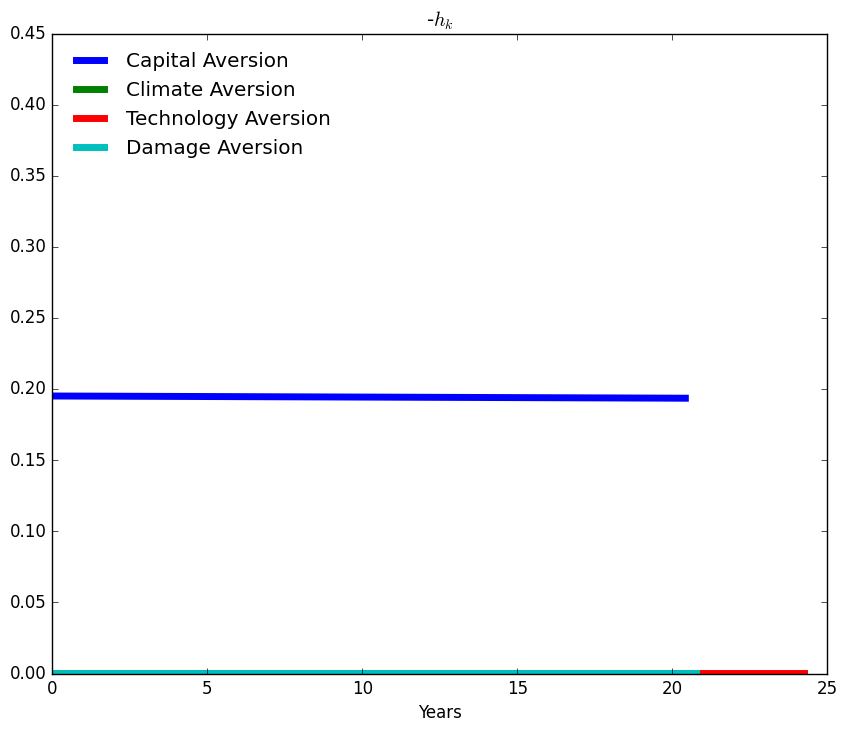 -hₖ
0.45
Capital Aversion
Climate Aversion
Technology Aversion
Damage Aversion
0.40
0.35
0.30
0.25
0.20
0.15
0.10
0.05
0.00
0 5 10 15 20 25
Years